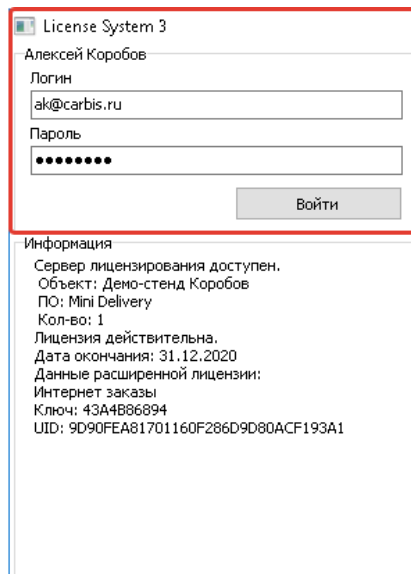 License System 3
Алексей Коробов
Логин
ak@carbis.ru
Пароль
●●●●●●●●
Войти
Информация
Сервер лицензирования доступен.
Объект: Демо-стенд Коробов
ПО: Mini Delivery
Кол-во: 1
Лицензия действительна.
Дата окончания: 31.12.2020
Данные расширенной лицензии:
Интернет заказы
Ключ: 43A4B86894
UID: 9D90FEA81701160F286D9D80ACF193A1